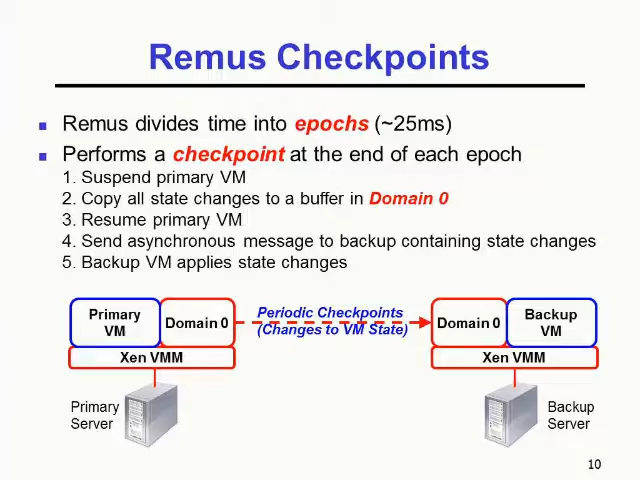 Remus Checkpoints
Remus divides time into epochs (~25ms)
Performs a checkpoint at the end of each epoch
1. Suspend primary VM
2. Copy all state changes to a buffer in Domain 0
3. Resume primary VM
4. Send asynchronous message to backup containing state changes
5. Backup VM applies state changes
Primary
VM
Domain 0
Xen VMM
Periodic Checkpoints
(Changes to VM State)
Domain 0
Backup
VM
Xen VMM
Primary
Server
Backup
Server
10